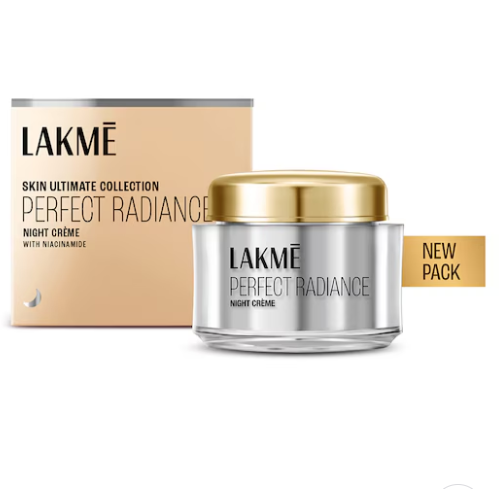 LAKMĒ
SKIN ULTIMATE COLLECTION
PERFECT RADIANCE
NIGHT CRÈME
WITH NIACINAMIDE
LAKMĒ
PERFECT RADIANCE
NIGHT CRÈME
NEW
PACK